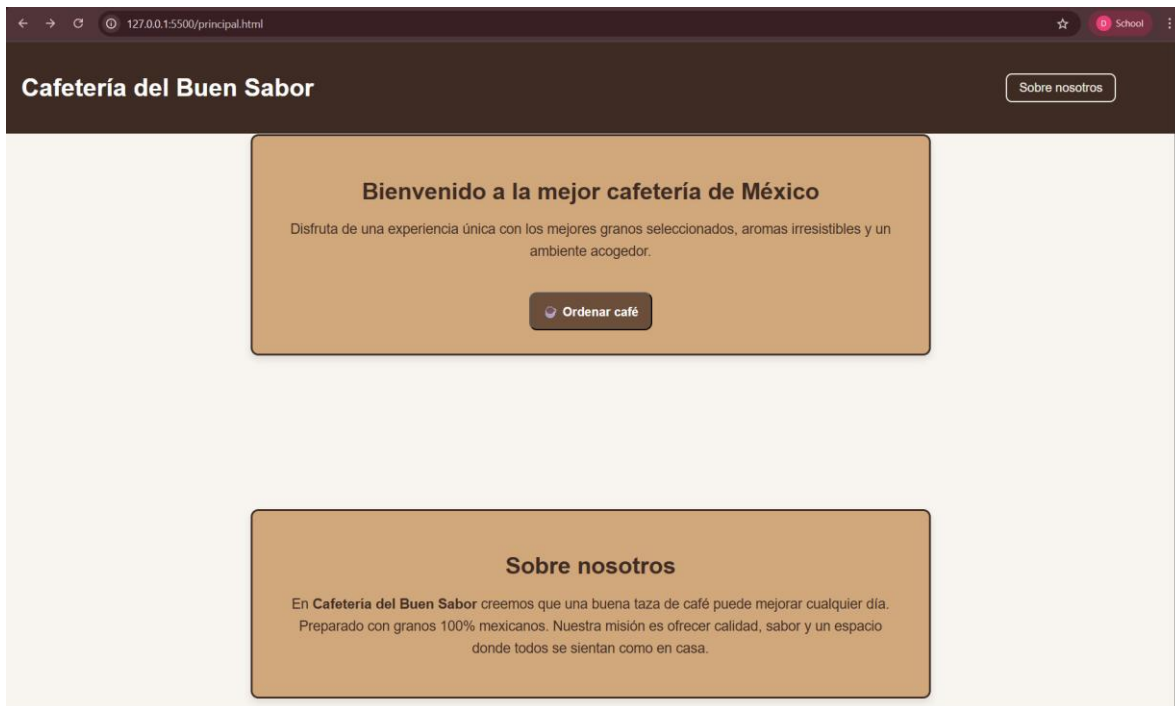 127.0.0.1:5500/principal.html
D School
Cafetería del Buen Sabor
Sobre nosotros
Bienvenido a la mejor cafetería de México
Disfruta de una experiencia única con los mejores granos seleccionados, aromas irresistibles y un
ambiente acogedor.
Ordenar café
Sobre nosotros
En Cafetería del Buen Sabor creemos que una buena taza de café puede mejorar cualquier día.
Preparado con granos 100% mexicanos. Nuestra misión es ofrecer calidad, sabor y un espacio
donde todos se sientan como en casa.